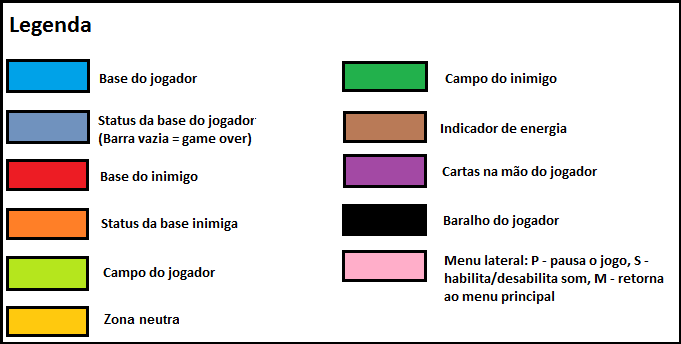 Legenda
Base do jogador
Status da base do jogador
(Barra vazia = game over)
Base do inimigo
Status da base inimiga
Campo do jogador
Zona neutra
Campo do inimigo
Indicador de energia
Cartas na mão do jogador
Baralho do jogador
Menu lateral: P - pausa o jogo, S -
habilita/desabilita som, M - retorna
ao menu principal